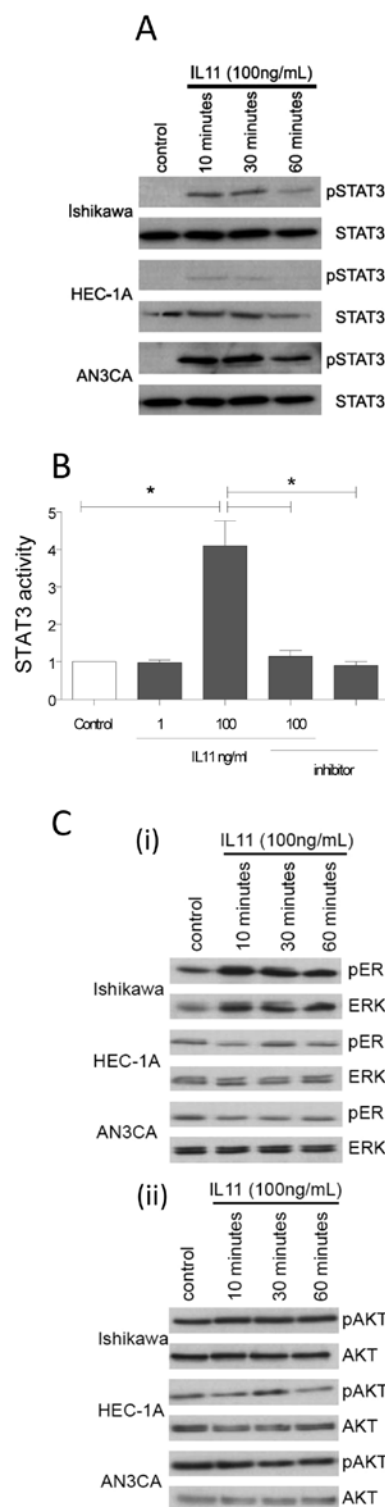 A
IL11 (100ng/mL)
control
10 minutes
30 minutes
60 minutes
Ishikawa
pSTAT3
STAT3
HEC-1A
pSTAT3
STAT3
AN3CA
pSTAT3
STAT3
B
*
*
STAT3 activity
5
4
3
2
1
0
Control
1
100
100
IL11 ng/ml
inhibitor
C
(i)
IL11 (100ng/mL)
control
10 minutes
30 minutes
60 minutes
Ishikawa
pER
ERK
HEC-1A
pER
ERK
AN3CA
pER
ERK
(ii)
IL11 (100ng/mL)
control
10 minutes
30 minutes
60 minutes
Ishikawa
pAKT
AKT
HEC-1A
pAKT
AKT
AN3CA
pAKT
AKT